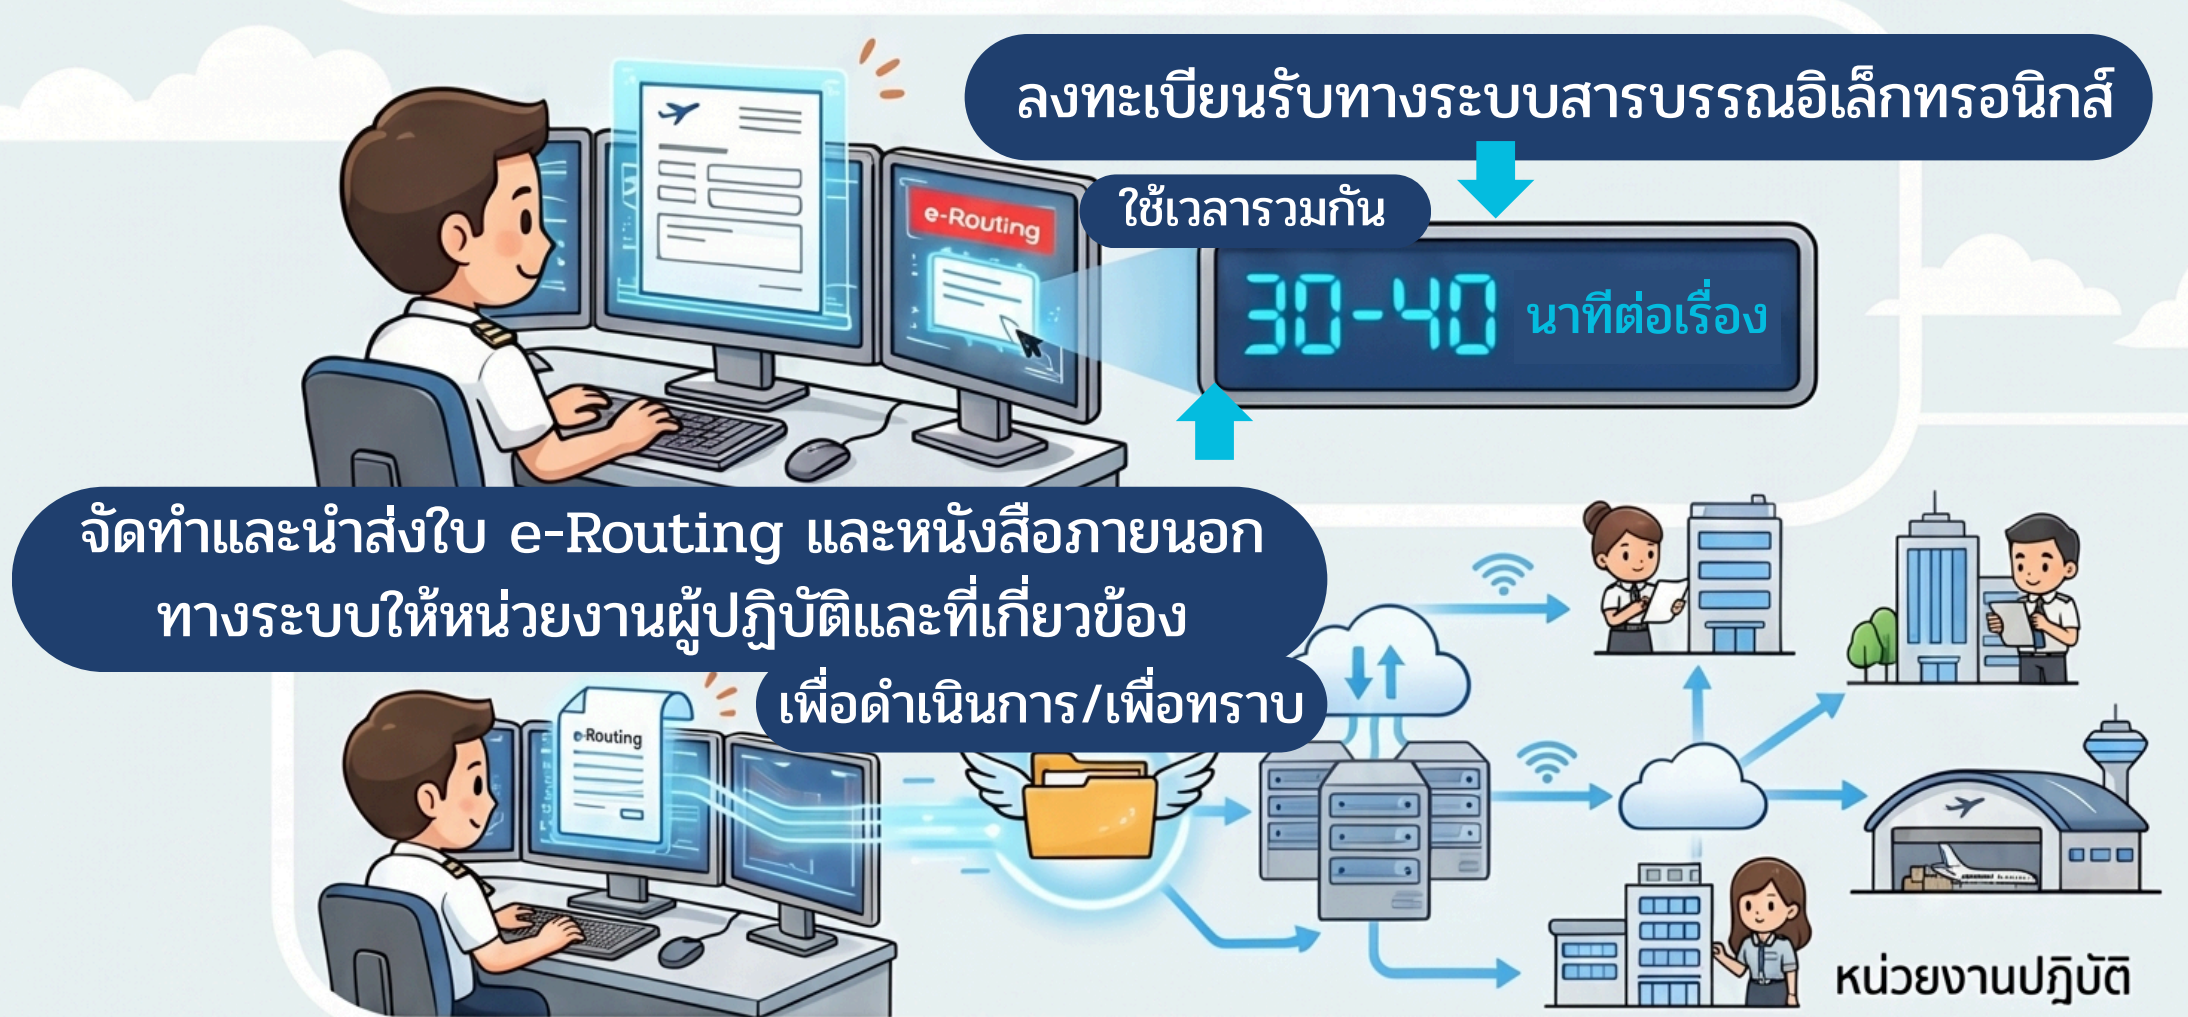 ลงทะเบียนรับทางระบบสารบรรณอิเล็กทรอนิกส์
ใช้เวลารวมกัน
e-Routing
30-40 นาทีต่อเรื่อง
จัดทำและนำส่งใบ e-Routing และหนังสือภายนอก
ทางระบบให้หน่วยงานผู้ปฏิบัติและที่เกี่ยวข้อง
เพื่อดำเนินการ/เพื่อทราบ
e-Routing
หน่วยงานปฏิบัติ